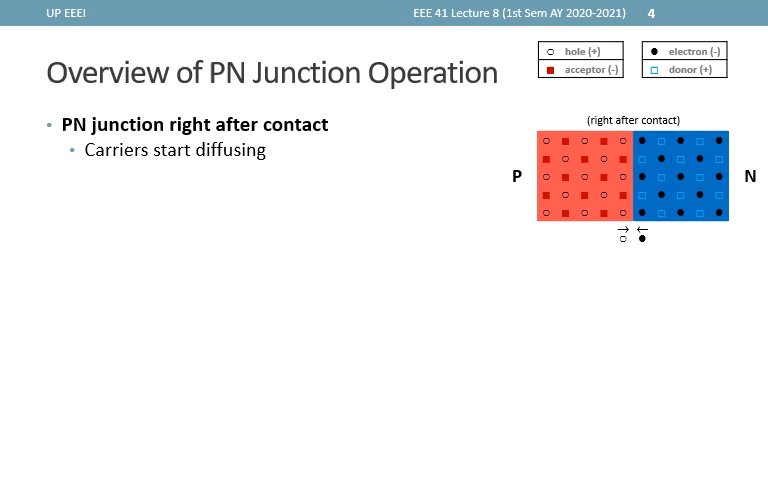 UP EEEI
EEE 41 Lecture 8 (1st Sem AY 2020-2021) 4
Overview of PN Junction Operation
hole (+)
electron (-)
acceptor (-)
donor (+)
• PN junction right after contact
• Carriers start diffusing
(right after contact)
P
N